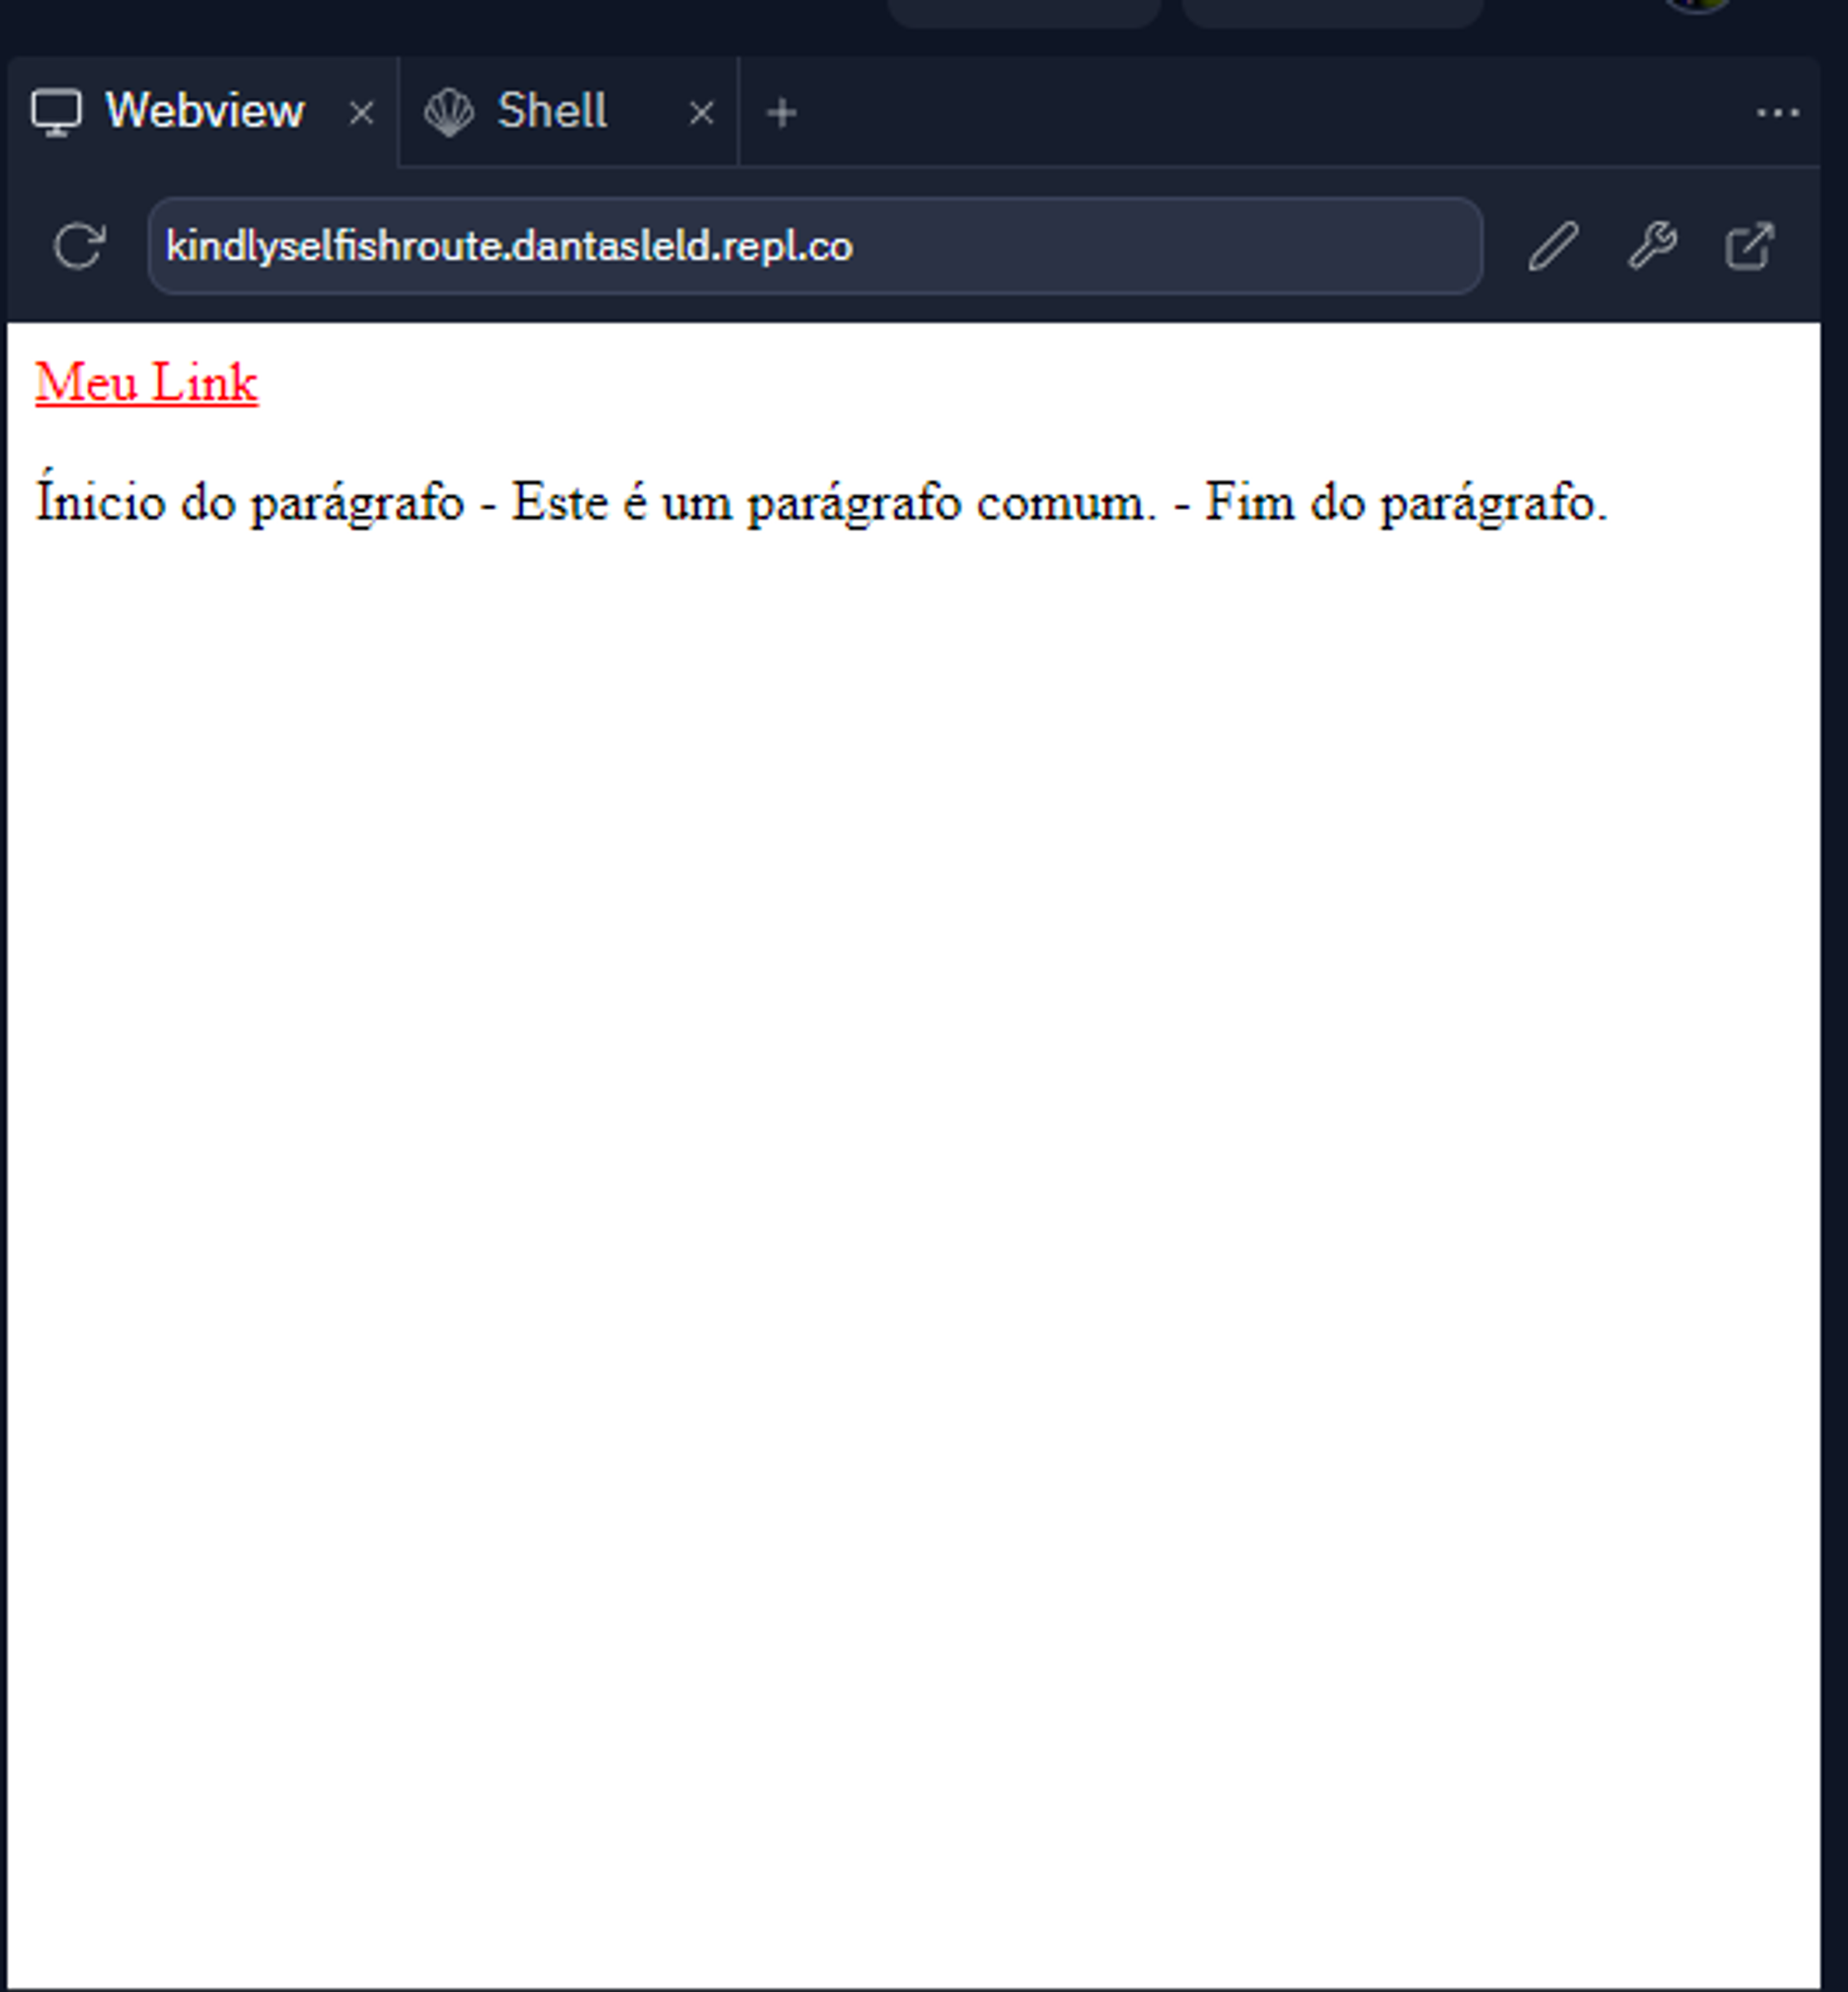 Webview
Shell
kindlyselfishroute.dantasleld.repl.co
Meu Link
Ínicio do parágrafo - Este é um parágrafo comum. - Fim do parágrafo.